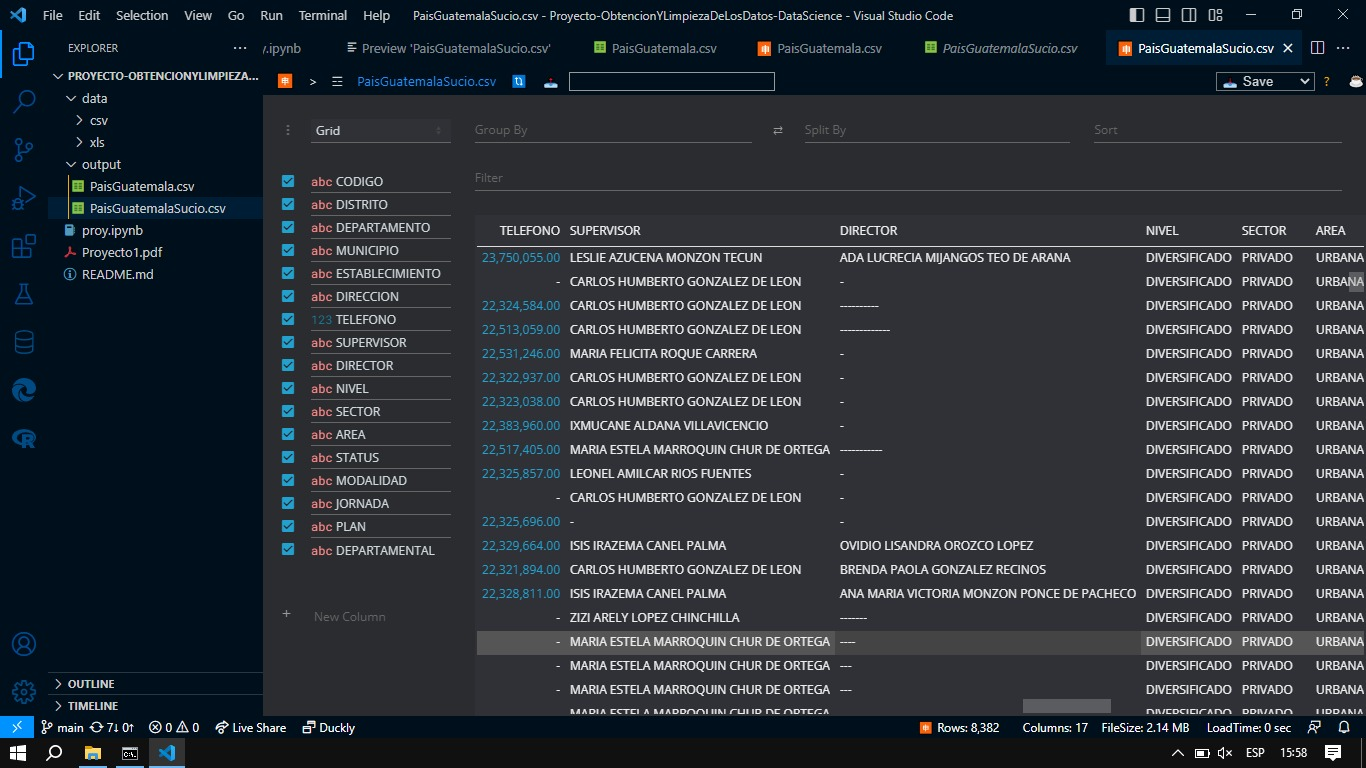 File Edit Selection View Go Run Terminal Help PaisGuatemalaSucio.csv - Proyecto-ObtencionYLimpiezaDeLosDatos-DataScience - Visual Studio Code
EXPLORER
/.ipynb Preview 'PaisGuatemalaSucio.csv' PaisGuatemala.csv PaisGuatemala.csv PaisGuatemalaSucio.csv PaisGuatemalaSucio.csv
PROYECTO-OBTENCIONYLIMPIEZA...
data
csv
xls
output
PaisGuatemala.csv
PaisGuatemalaSucio.csv
proy.ipynb
Proyecto1.pdf
README.md
OUTLINE
TIMELINE
> PaisGuatemalaSucio.csv Save ?
Grid Group By Split By Sort
Filter
abc CODIGO
abc DISTRITO
abc DEPARTAMENTO
abc MUNICIPIO
abc ESTABLECIMIENTO
abc DIRECCION
123 TELEFONO
abc SUPERVISOR
abc DIRECTOR
abc NIVEL
abc SECTOR
abc AREA
abc STATUS
abc MODALIDAD
abc JORNADA
abc PLAN
abc DEPARTAMENTAL
+ New Column
TELEFONO SUPERVISOR DIRECTOR NIVEL SECTOR AREA
23,750,055.00 LESLIE AZUCENA MONZON TECUN ADA LUCRECIA MIJANGOS TEO DE ARANA DIVERSIFICADO PRIVADO URBANA
- CARLOS HUMBERTO GONZALEZ DE LEON - DIVERSIFICADO PRIVADO URBANA
22,324,584.00 CARLOS HUMBERTO GONZALEZ DE LEON ---------- DIVERSIFICADO PRIVADO URBANA
22,513,059.00 CARLOS HUMBERTO GONZALEZ DE LEON ------------- DIVERSIFICADO PRIVADO URBANA
22,531,246.00 MARIA FELICITA ROQUE CARRERA - DIVERSIFICADO PRIVADO URBANA
22,322,937.00 CARLOS HUMBERTO GONZALEZ DE LEON - DIVERSIFICADO PRIVADO URBANA
22,323,038.00 CARLOS HUMBERTO GONZALEZ DE LEON - DIVERSIFICADO PRIVADO URBANA
22,383,960.00 IXMUCANE ALDANA VILLAVICENCIO - DIVERSIFICADO PRIVADO URBANA
22,517,405.00 MARIA ESTELA MARROQUIN CHUR DE ORTEGA ----------- DIVERSIFICADO PRIVADO URBANA
22,325,857.00 LEONEL AMILCAR RIOS FUENTES - DIVERSIFICADO PRIVADO URBANA
- CARLOS HUMBERTO GONZALEZ DE LEON - DIVERSIFICADO PRIVADO URBANA
22,325,696.00 - - DIVERSIFICADO PRIVADO URBANA
22,329,664.00 ISIS IRAZEMA CANEL PALMA OVIDIO LISANDRA OROZCO LOPEZ DIVERSIFICADO PRIVADO URBANA
22,321,894.00 CARLOS HUMBERTO GONZALEZ DE LEON BRENDA PAOLA GONZALEZ RECINOS DIVERSIFICADO PRIVADO URBANA
22,328,811.00 ISIS IRAZEMA CANEL PALMA ANA MARIA VICTORIA MONZON PONCE DE PACHECO DIVERSIFICADO PRIVADO URBANA
- ZIZI ARELY LOPEZ CHINCHILLA ------- DIVERSIFICADO PRIVADO URBANA
- MARIA ESTELA MARROQUIN CHUR DE ORTEGA ---- DIVERSIFICADO PRIVADO URBANA
- MARIA ESTELA MARROQUIN CHUR DE ORTEGA --- DIVERSIFICADO PRIVADO URBANA
- MARIA ESTELA MARROQUIN CHUR DE ORTEGA --- DIVERSIFICADO PRIVADO URBANA
MARIA ESTELA MARROQUIN CHUR DE ORTEGA DIVERSIFICADO PRIVADO URBANA
main 7↓ 0↑ 0 0 Live Share Duckly Rows: 8,382 Columns: 17 FileSize: 2.14 MB LoadTime: 0 sec
ESP 15:58